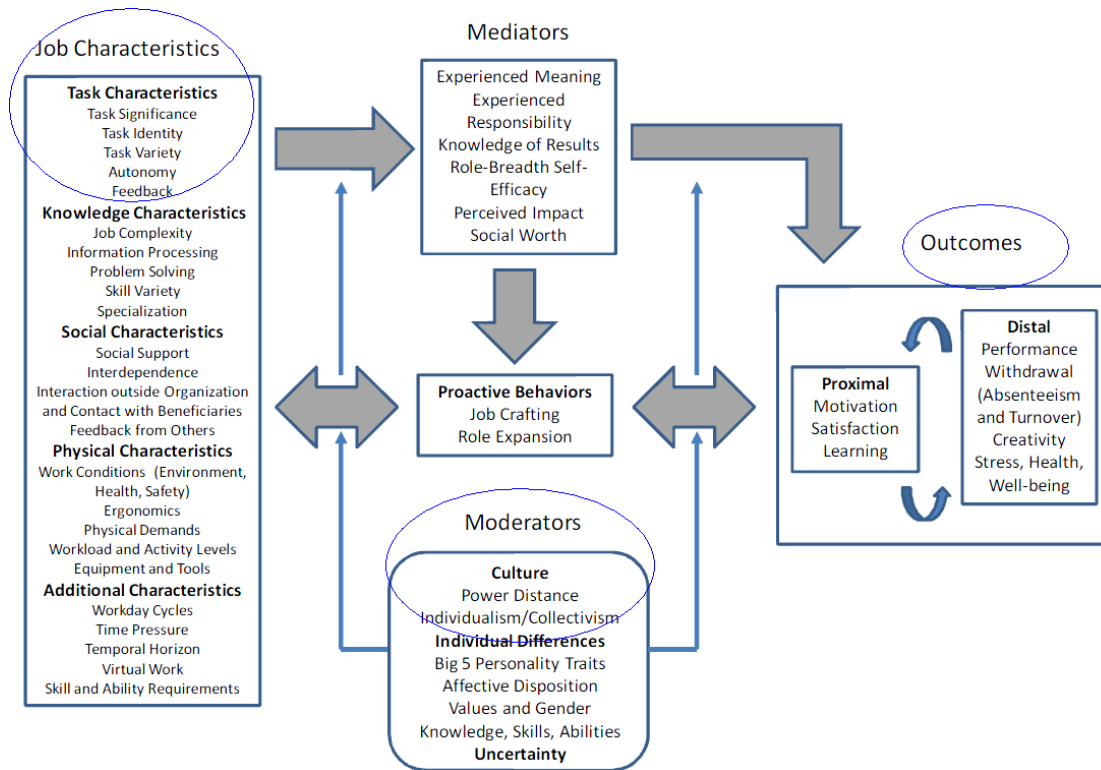 Job Characteristics
Task Characteristics
Task Significance
Task Identity
Task Variety
Autonomy
Feedback
Knowledge Characteristics
Job Complexity
Information Processing
Problem Solving
Skill Variety
Specialization
Social Characteristics
Social Support
Interdependence
Interaction outside Organization
and Contact with Beneficiaries
Feedback from Others
Physical Characteristics
Work Conditions (Environment,
Health, Safety)
Ergonomics
Physical Demands
Workload and Activity Levels
Equipment and Tools
Additional Characteristics
Workday Cycles
Time Pressure
Temporal Horizon
Virtual Work
Skill and Ability Requirements
Mediators
Experienced Meaning
Experienced
Responsibility
Knowledge of Results
Role-Breadth Self-
Efficacy
Perceived Impact
Social Worth
Proactive Behaviors
Job Crafting
Role Expansion
Moderators
Culture
Power Distance
Individualism/Collectivism
Individual Differences
Big 5 Personality Traits
Affective Disposition
Values and Gender
Knowledge, Skills, Abilities
Uncertainty
Outcomes
Proximal
Motivation
Satisfaction
Learning
Distal
Performance
Withdrawal
(Absenteeism
and Turnover)
Creativity
Stress, Health,
Well-being